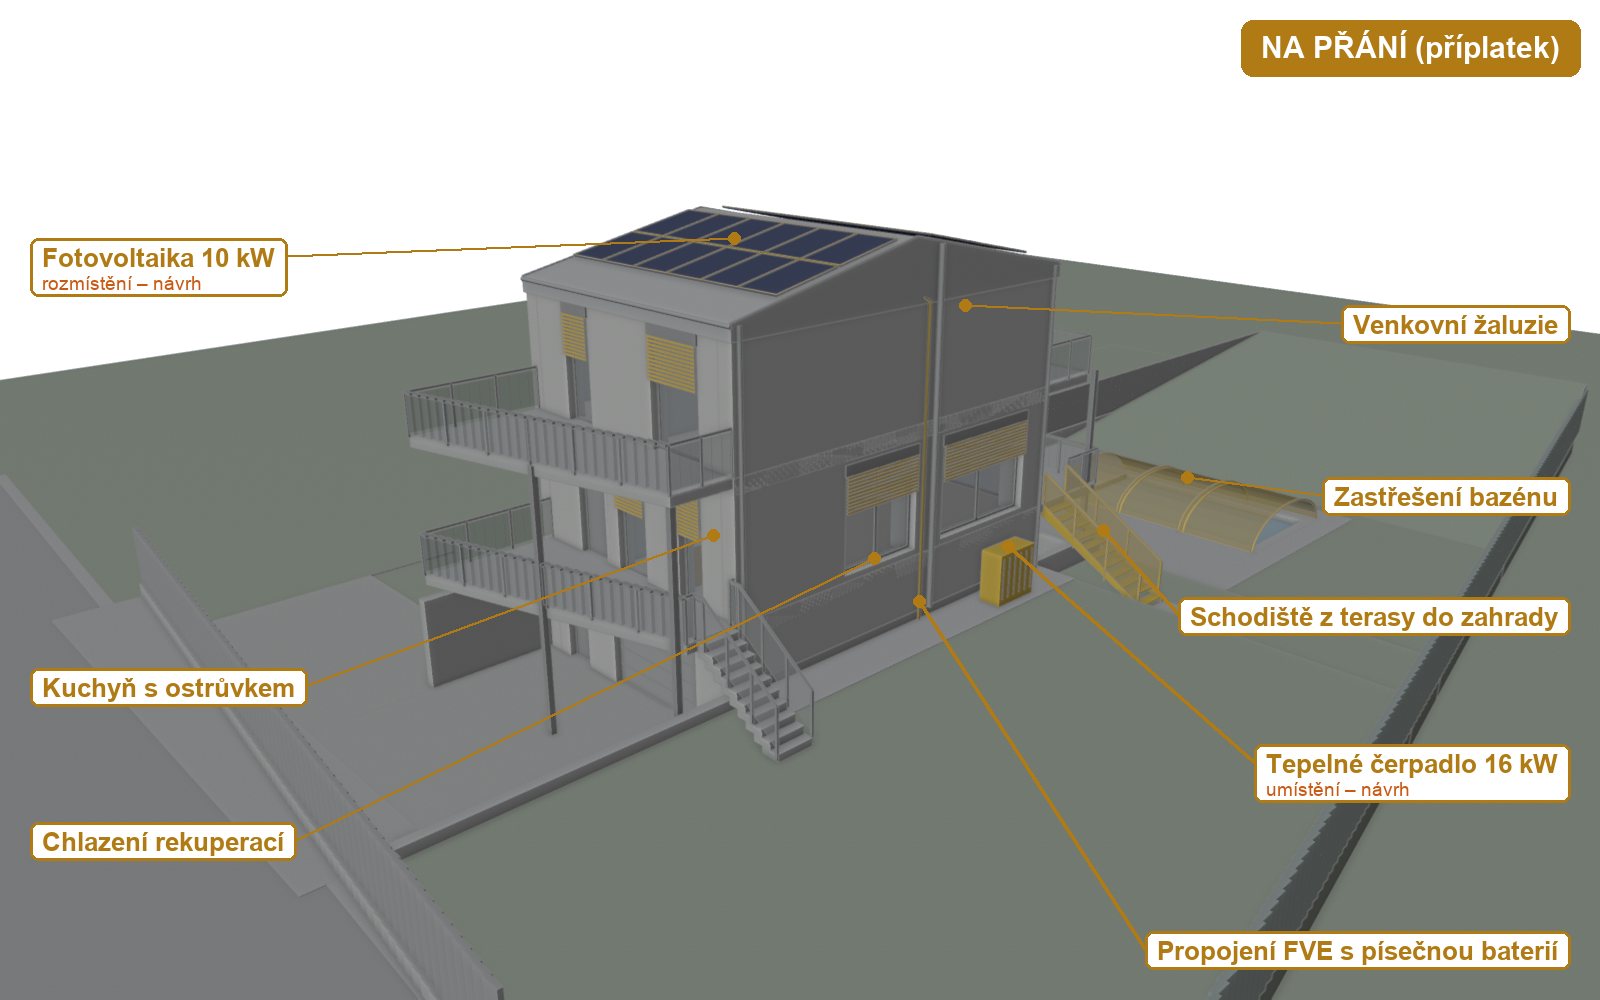 NA PŘÁNÍ (příplatek)
Fotovoltaika 10 kW
rozmístění – návrh
Venkovní žaluzie
Zastřešení bazénu
Schodiště z terasy do zahrady
Kuchyň s ostrůvkem
Tepelné čerpadlo 16 kW
umístění – návrh
Chlazení rekuperací
Propojení FVE s písečnou baterií